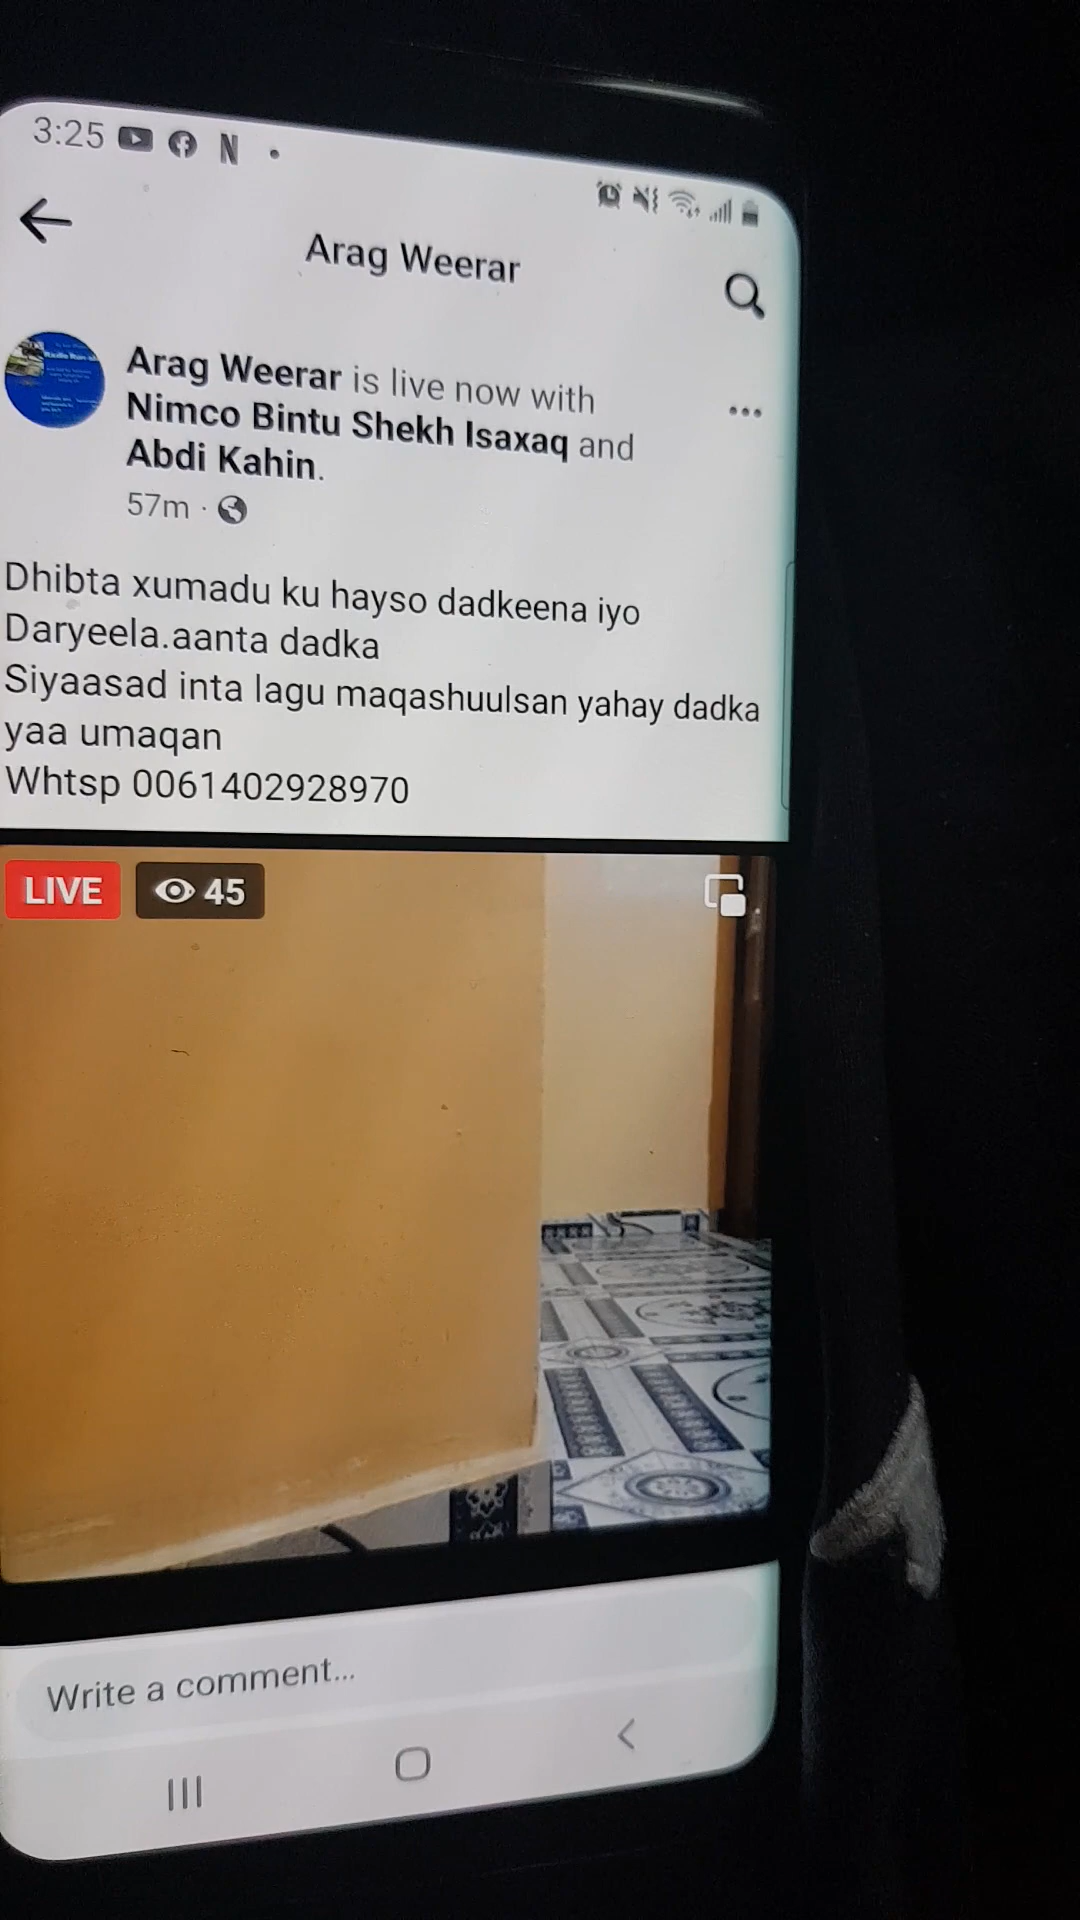 3:25
Arag Weerar
Arag Weerar is live now with
Nimco Bintu Shekh Isaxaq and
Abdi Kahin.
57m ·
Dhibta xumadu ku hayso dadkeena iyo
Daryeela.aanta dadka
Siyaasad inta lagu maqashuulsan yahay dadka
yaa umaqan
Whtsp 0061402928970
LIVE 45
Write a comment...